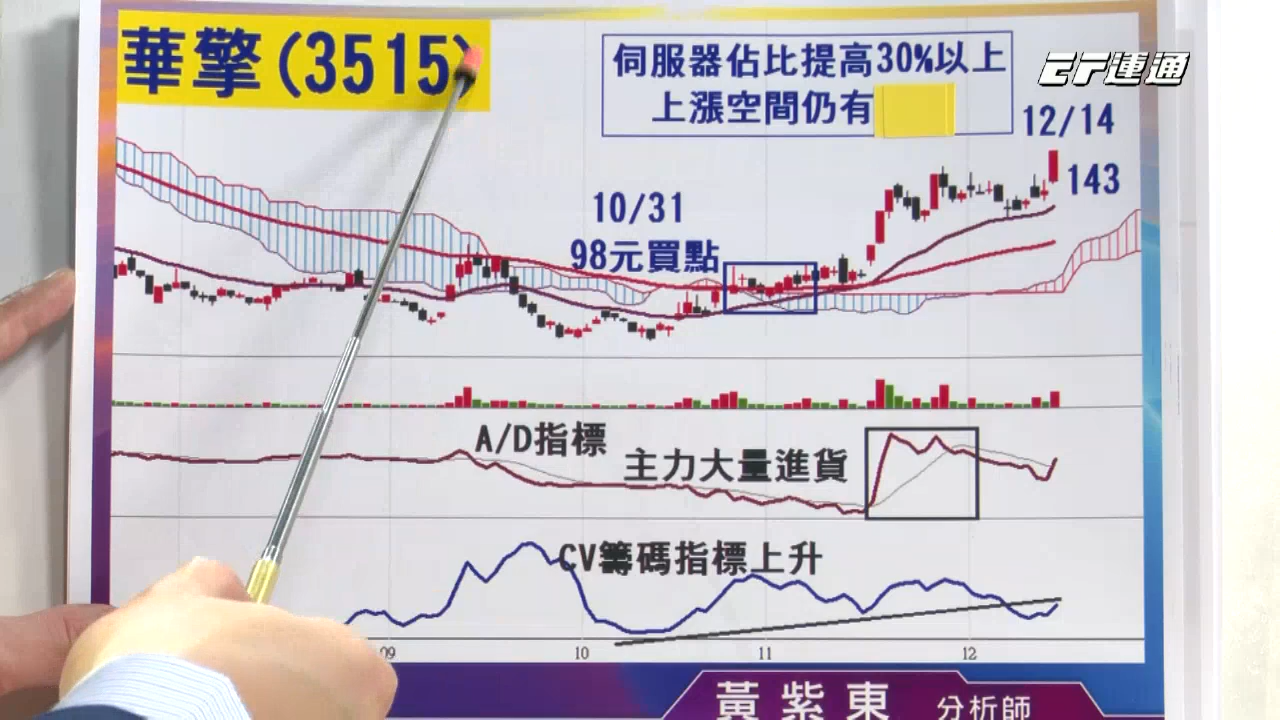 華擎(3515)
伺服器佔比提高30%以上
上漲空間仍有
運通
12/14
143
10/31
98元買點
A/D指標
主力大量進貨
CV籌碼指標上升
09
10
11
12
黃紫東 分析師